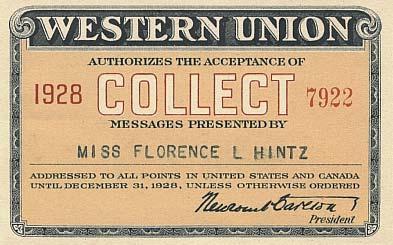 WESTERN UNION
AUTHORIZES THE ACCEPTANCE OF
1928 COLLECT 7922
MESSAGES PRESENTED BY
MISS FLORENCE L HINTZ
ADDRESSED TO ALL POINTS IN UNITED STATES AND CANADA
UNTIL DECEMBER 31, 1928, UNLESS OTHERWISE ORDERED
Newcomb Carlton
President